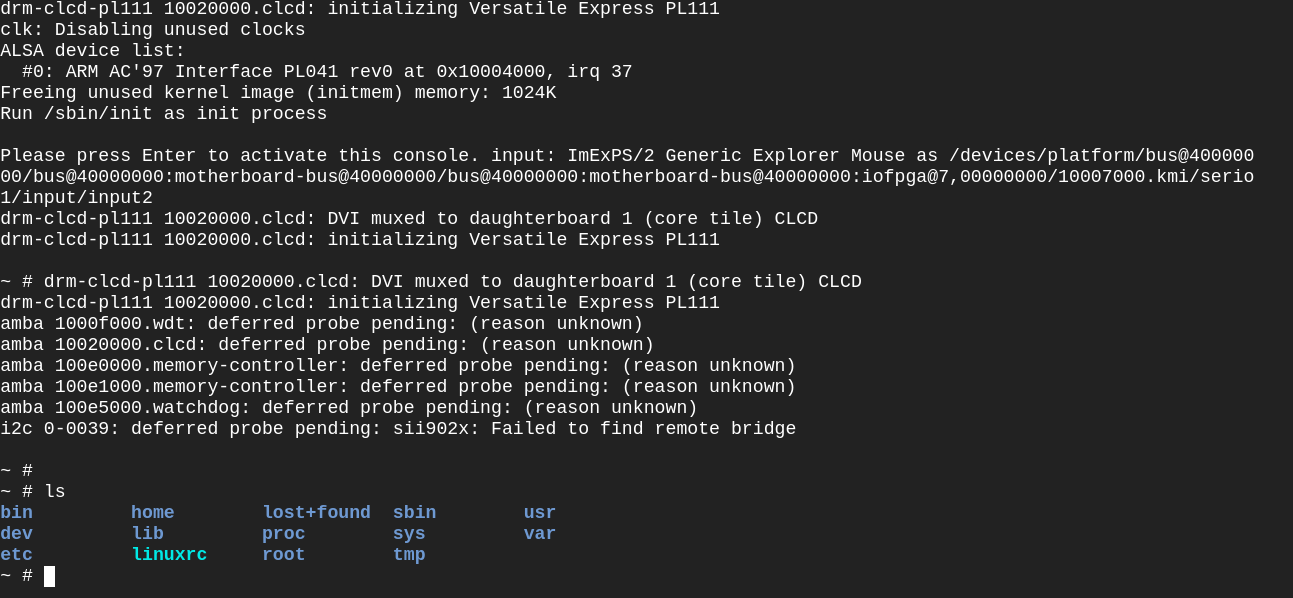 drm-clcd-pl111 10020000.clcd: initializing Versatile Express PL111
clk: Disabling unused clocks
ALSA device list:
  #0: ARM AC'97 Interface PL041 rev0 at 0x10004000, irq 37
Freeing unused kernel image (initmem) memory: 1024K
Run /sbin/init as init process

Please press Enter to activate this console. input: ImExPS/2 Generic Explorer Mouse as /devices/platform/bus@400000
00/bus@40000000:motherboard-bus@40000000/bus@40000000:motherboard-bus@40000000:iofpga@7,00000000/10007000.kmi/serio
1/input/input2
drm-clcd-pl111 10020000.clcd: DVI muxed to daughterboard 1 (core tile) CLCD
drm-clcd-pl111 10020000.clcd: initializing Versatile Express PL111

~ # drm-clcd-pl111 10020000.clcd: DVI muxed to daughterboard 1 (core tile) CLCD
drm-clcd-pl111 10020000.clcd: initializing Versatile Express PL111
amba 1000f000.wdt: deferred probe pending: (reason unknown)
amba 10020000.clcd: deferred probe pending: (reason unknown)
amba 100e0000.memory-controller: deferred probe pending: (reason unknown)
amba 100e1000.memory-controller: deferred probe pending: (reason unknown)
amba 100e5000.watchdog: deferred probe pending: (reason unknown)
i2c 0-0039: deferred probe pending: sii902x: Failed to find remote bridge

~ #
~ # ls
bin         home        lost+found  sbin        usr
dev         lib         proc        sys         var
etc         linuxrc     root        tmp
~ #